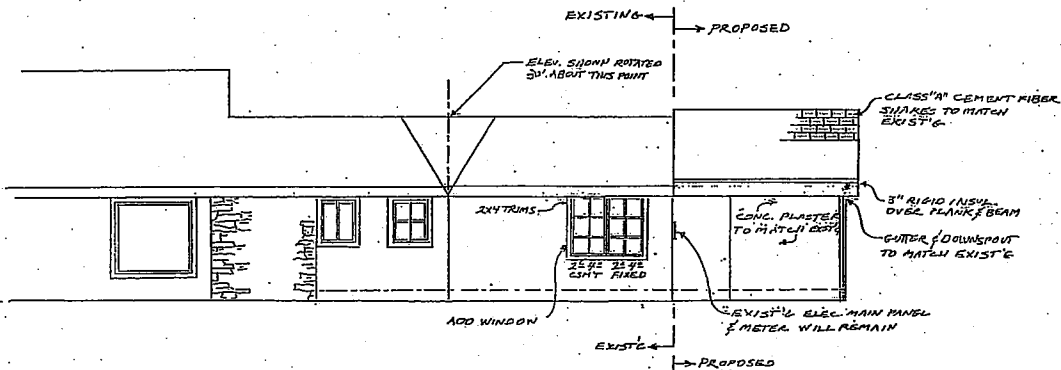 EXISTING
PROPOSED
ELEV. SHOWN ROTATED
30°. ABOUT THIS POINT
CLASS "A" CEMENT FIBER
SHAKES TO MATCH
EXIST'G
2X4 TRIMS
CONC. PLASTER
TO MATCH EXIST.
3" RIGID INSUL.
OVER PLANK & BEAM
GUTTER & DOWNSPOUT
TO MATCH EXIST'G
CSMT FIXED
ADD WINDOW
EXIST'G ELEC. MAIN PANEL
& METER WILL REMAIN
EXIST'G
PROPOSED